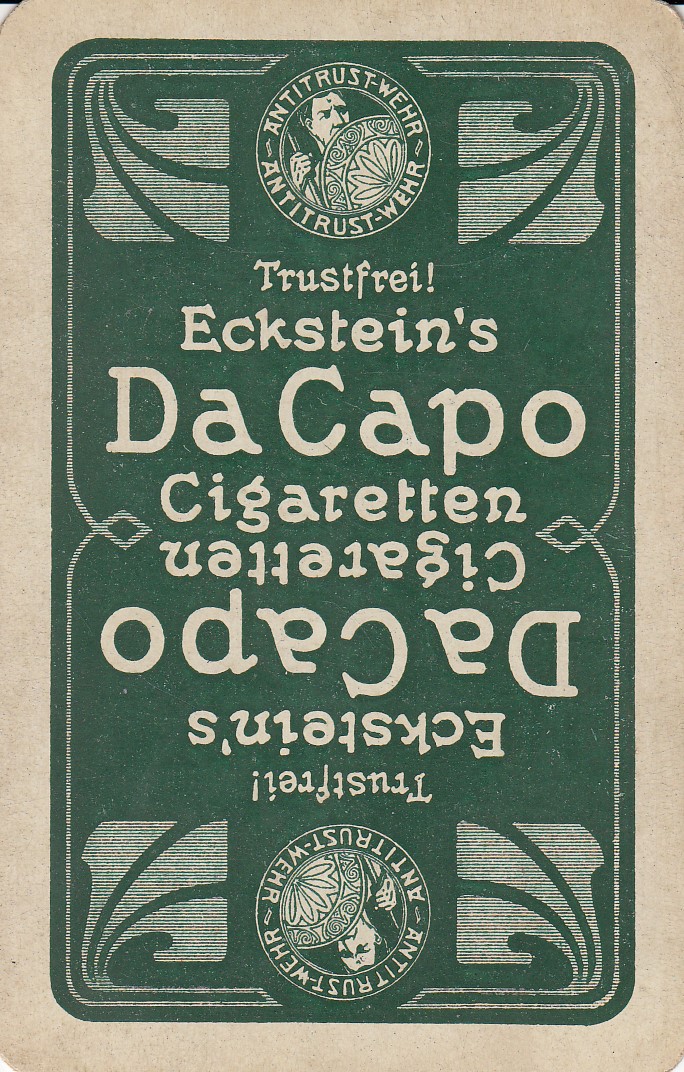 ANTITRUST-WEHR
ANTITRUST-WEHR
Trustfrei!
Eckstein's
Da Capo
Cigaretten
Cigaretten
Da Capo
Eckstein's
Trustfrei!
ANTITRUST-WEHR
ANTITRUST-WEHR